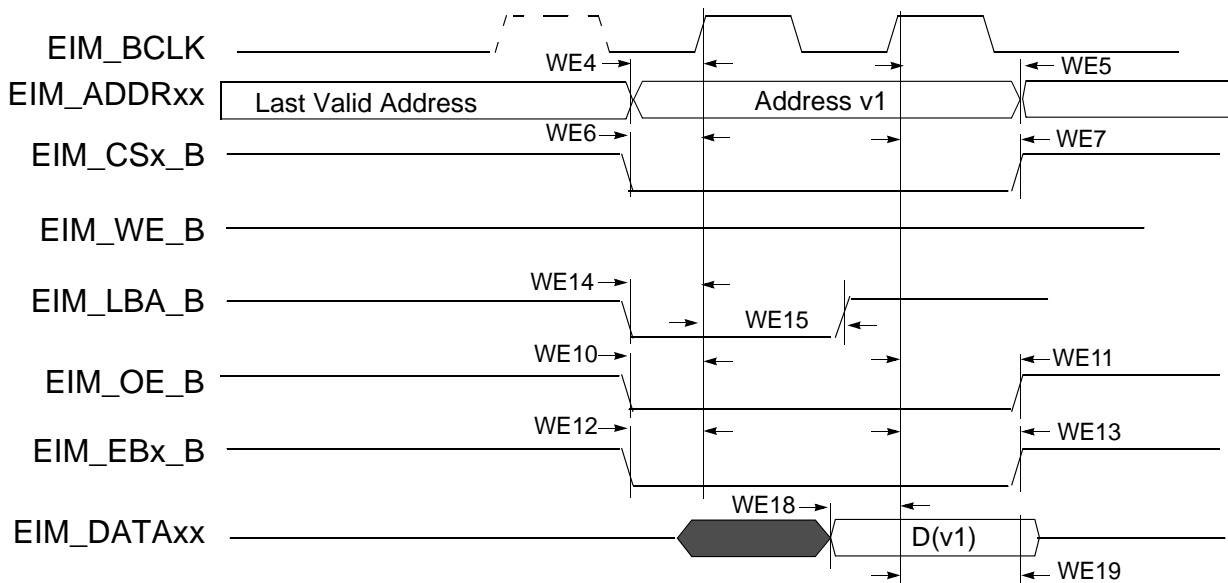 EIM_BCLK
WE4
WE5
EIM_ADDRxx
Last Valid Address
Address v1
WE6
WE7
EIM_CSx_B
EIM_WE_B
WE14
EIM_LBA_B
WE15
WE10
WE11
EIM_OE_B
WE12
WE13
EIM_EBx_B
WE18
EIM_DATAxx
D(v1)
WE19